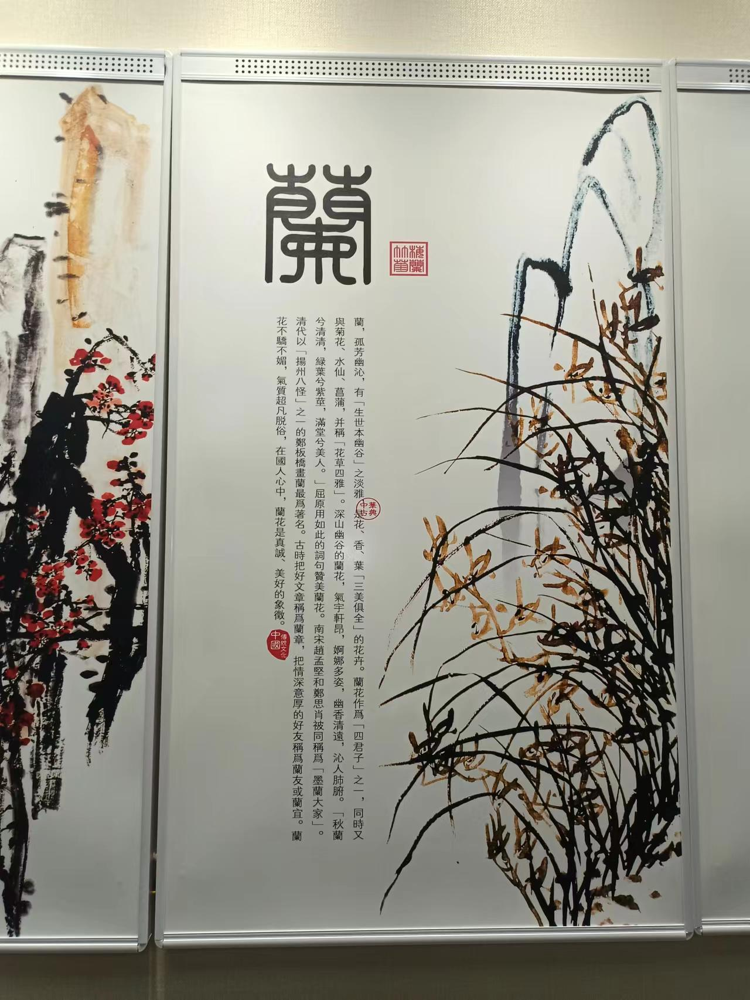 蘭
梅蘭竹菊
蘭，孤芳幽沁，有「生世本幽谷」之淡雅，是花、香、葉「三美俱全」的花卉。蘭花作爲「四君子」之一，同時又
與菊花、水仙、菖蒲，并稱「花草四雅」。深山幽谷的蘭花，氣宇軒昂，婀娜多姿，幽香清遠，沁人肺腑。「秋蘭
兮清清，緑葉兮紫莖，滿堂兮美人。」屈原用如此的詞句贊美蘭花。南宋趙孟堅和鄭思肖被同稱爲「墨蘭大家」。
清代以「揚州八怪」之一的鄭板橋畫蘭最爲著名。古時把好文章稱爲蘭章，把情深意厚的好友稱爲蘭友或蘭宜。蘭
花不驕不媚，氣質超凡脱俗，在國人心中，蘭花是真誠、美好的象徵。
中華古典
傳統文化
中國